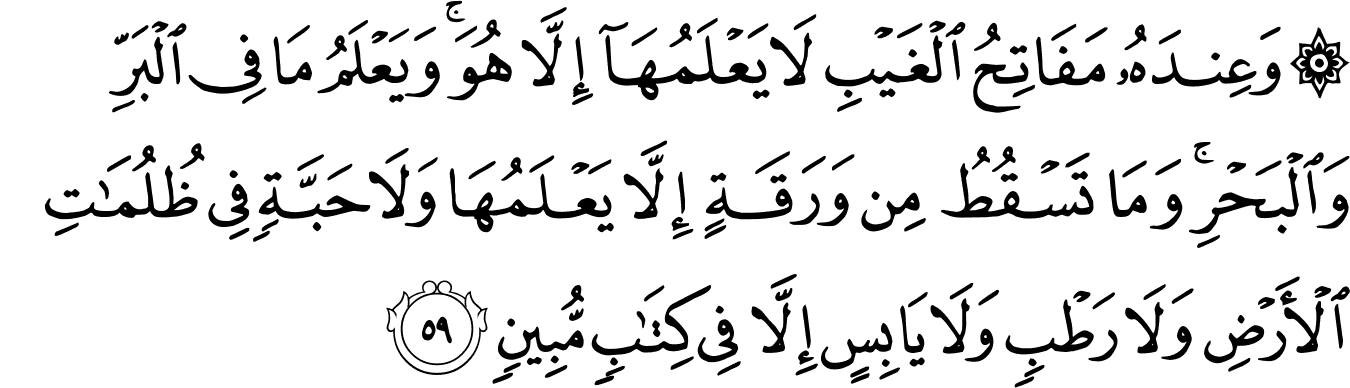 ۞ وَعِندَهُۥ مَفَاتِحُ ٱلْغَيْبِ لَا يَعْلَمُهَآ إِلَّا هُوَ ۚ وَيَعْلَمُ مَا فِى ٱلْبَرِّ
وَٱلْبَحْرِ ۚ وَمَا تَسْقُطُ مِن وَرَقَةٍ إِلَّا يَعْلَمُهَا وَلَا حَبَّةٍ فِى ظُلُمَـٰتِ
ٱلْأَرْضِ وَلَا رَطْبٍ وَلَا يَابِسٍ إِلَّا فِى كِتَـٰبٍ مُّبِينٍ ٥٩